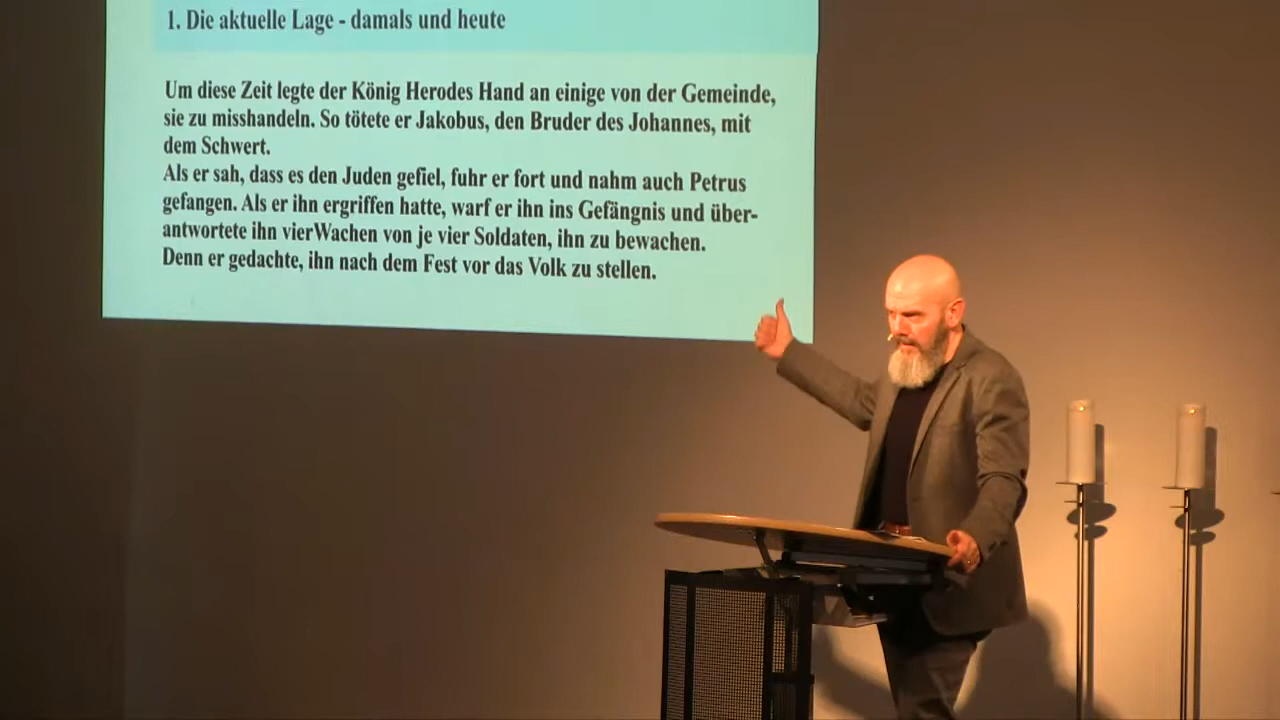 1. Die aktuelle Lage - damals und heute
Um diese Zeit legte der König Herodes Hand an einige von der Gemeinde,
sie zu misshandeln. So tötete er Jakobus, den Bruder des Johannes, mit
dem Schwert.
Als er sah, dass es den Juden gefiel, fuhr er fort und nahm auch Petrus
gefangen. Als er ihn ergriffen hatte, warf er ihn ins Gefängnis und über-
antwortete ihn vierWachen von je vier Soldaten, ihn zu bewachen.
Denn er gedachte, ihn nach dem Fest vor das Volk zu stellen.